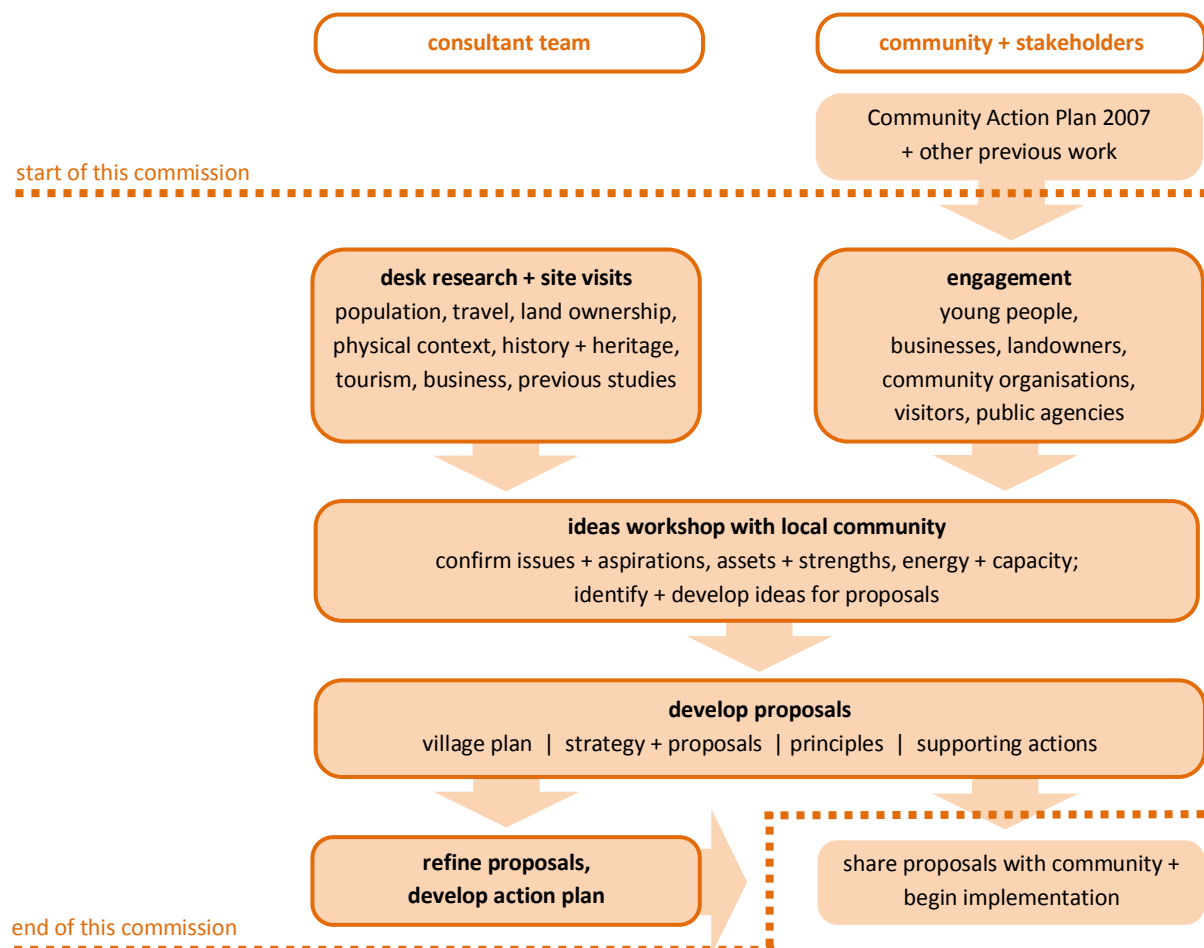 consultant team
community + stakeholders
Community Action Plan 2007
+ other previous work
start of this commission
desk research + site visits
population, travel, land ownership,
physical context, history + heritage,
tourism, business, previous studies
engagement
young people,
businesses, landowners,
community organisations,
visitors, public agencies
ideas workshop with local community
confirm issues + aspirations, assets + strengths, energy + capacity;
identify + develop ideas for proposals
develop proposals
village plan | strategy + proposals | principles | supporting actions
refine proposals,
develop action plan
share proposals with community +
begin implementation
end of this commission